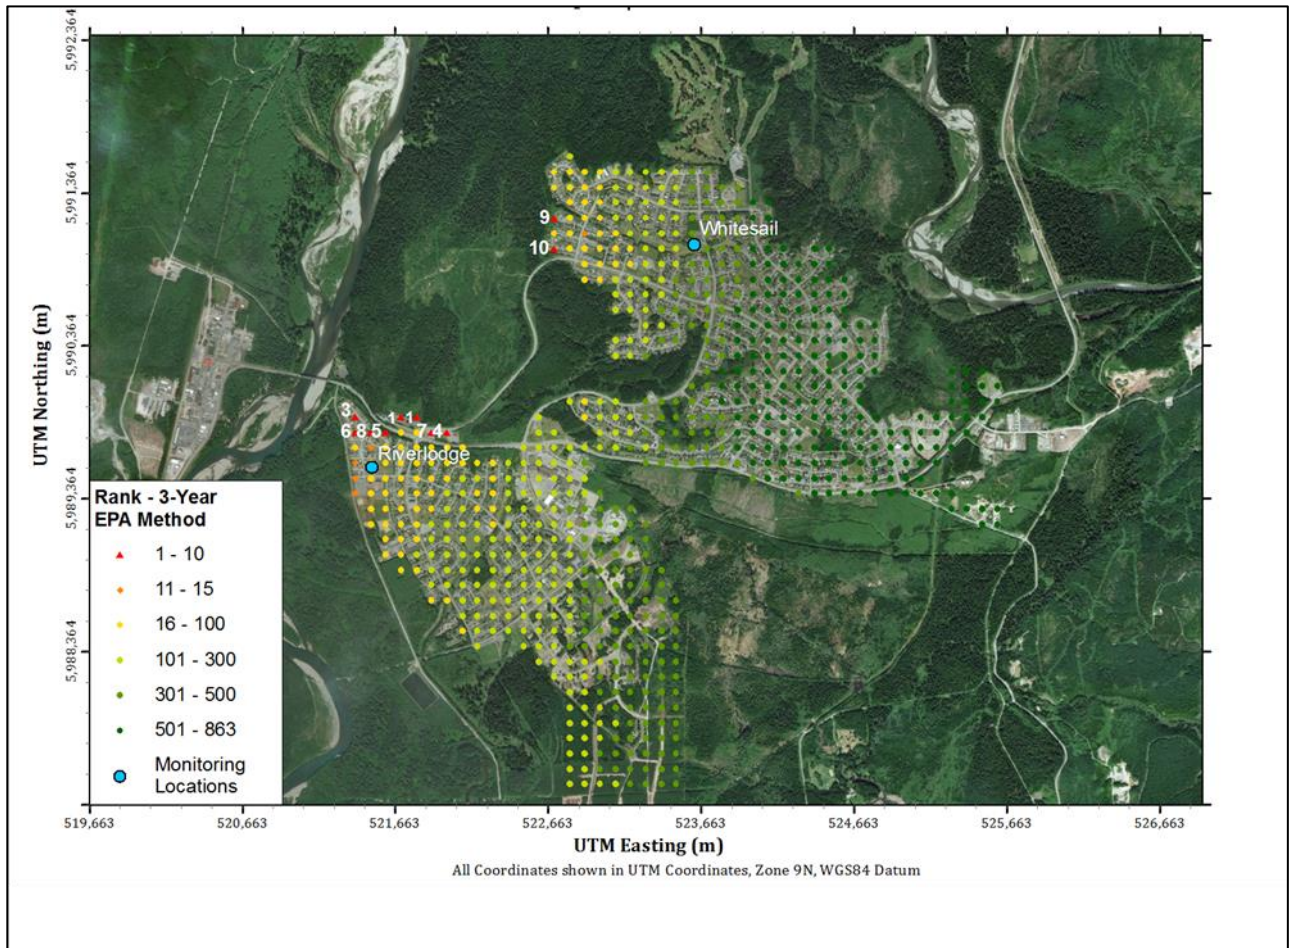 5,992,364
5,991,364
5,990,364
5,989,364
5,988,364
UTM Northing (m)
9
10
Whitesail
3
1 1
6 8 5 7 4
Riverlodge
Rank - 3-Year
EPA Method
1 - 10
11 - 15
16 - 100
101 - 300
301 - 500
501 - 863
Monitoring
Locations
519,663 520,663 521,663 522,663 523,663 524,663 525,663 526,663
UTM Easting (m)
All Coordinates shown in UTM Coordinates, Zone 9N, WGS84 Datum